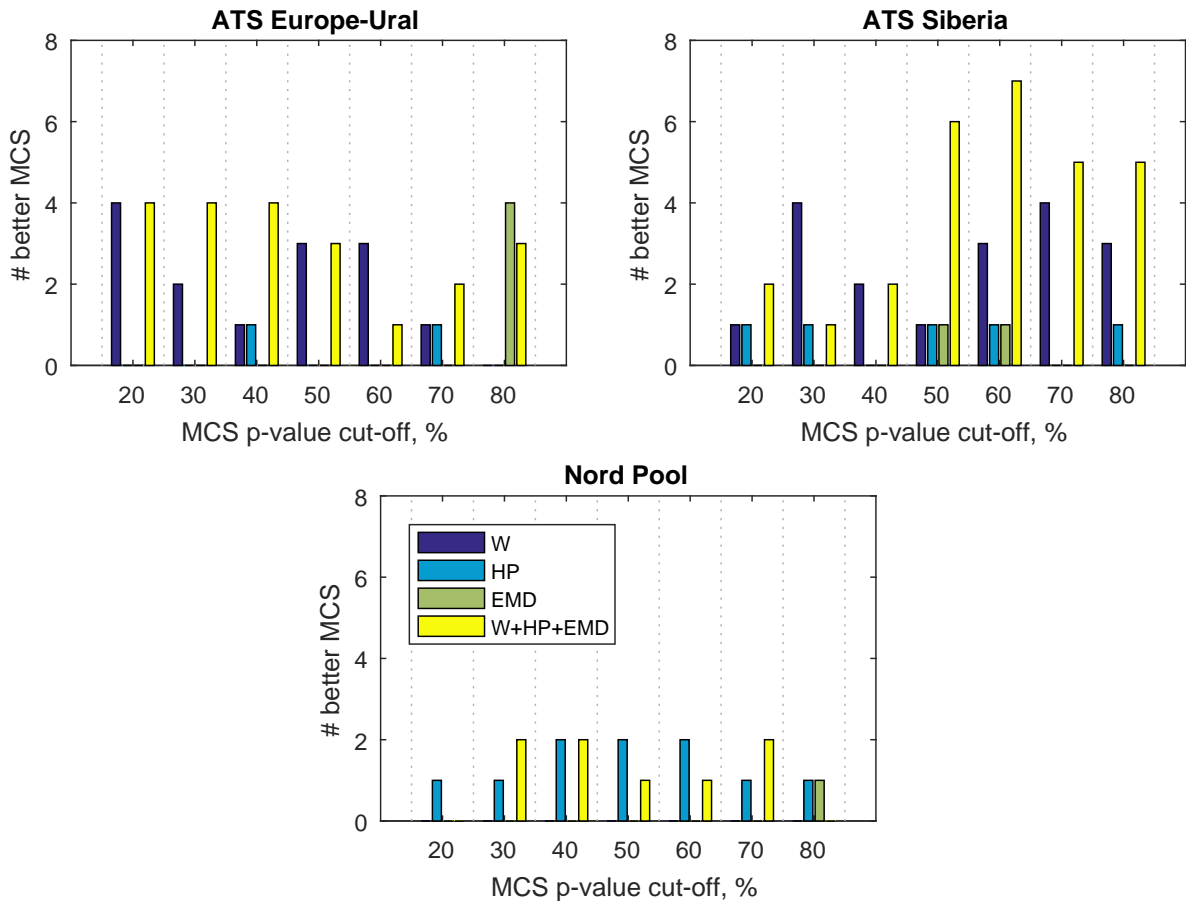 ATS Europe-Ural
8
6
4
2
0
# better MCS
20 30 40 50 60 70 80
MCS p-value cut-off, %
ATS Siberia
8
6
4
2
0
# better MCS
20 30 40 50 60 70 80
MCS p-value cut-off, %
Nord Pool
8
6
4
2
0
# better MCS
W
HP
EMD
W+HP+EMD
20 30 40 50 60 70 80
MCS p-value cut-off, %